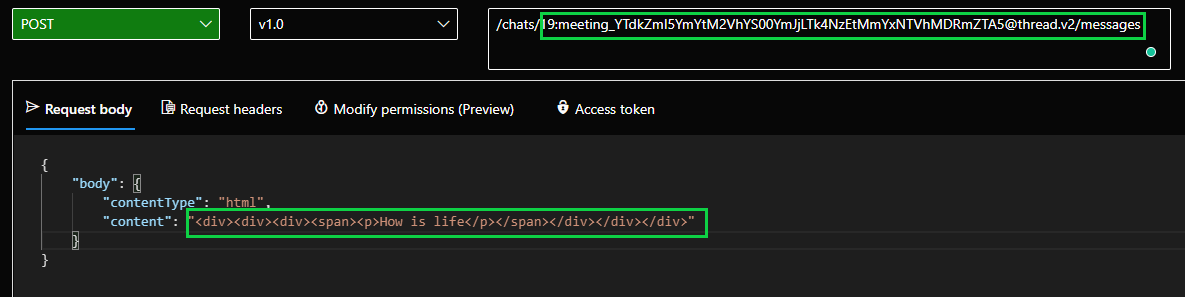 POST
v1.0
/chats/19:meeting_YTdkZmI5YmYtM2VhYS00YmJjLTk4NzEtMmYxNTVhMDRmZTA5@thread.v2/messages
Request body
Request headers
Modify permissions (Preview)
Access token
{
"body": {
"contentType": "html",
"content": "<div><div><div><span><p>How is life</p></span></div></div></div>"
}
}